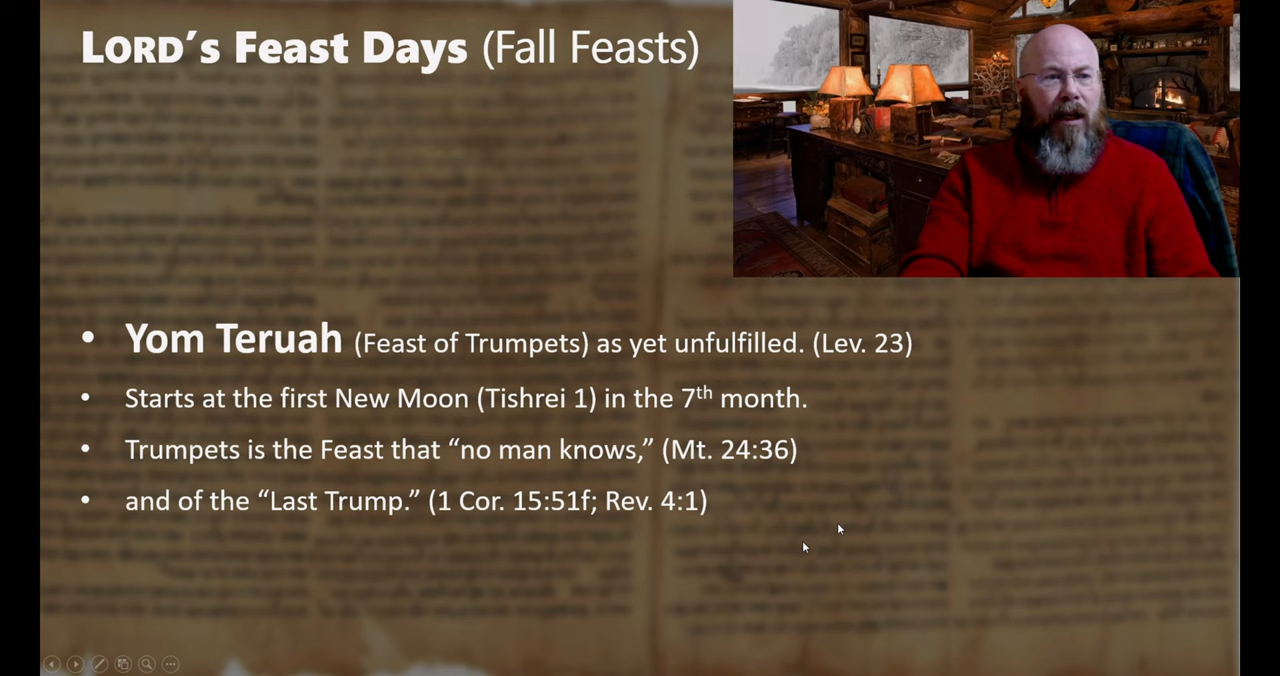 LORD's Feast Days (Fall Feasts)
• Yom Teruah (Feast of Trumpets) as yet unfulfilled. (Lev. 23)
• Starts at the first New Moon (Tishrei 1) in the 7th month.
• Trumpets is the Feast that “no man knows,” (Mt. 24:36)
• and of the “Last Trump.” (1 Cor. 15:51f; Rev. 4:1)